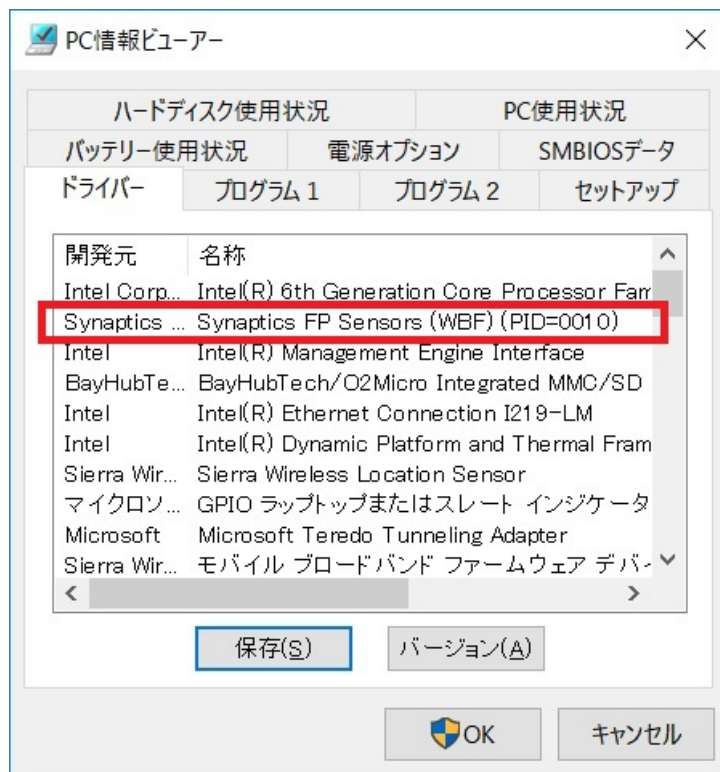 PC情報ビューアー
ハードディスク使用状況 PC使用状況
バッテリー使用状況 電源オプション SMBIOSデータ
ドライバー プログラム 1 プログラム 2 セットアップ
開発元 名称
Intel Corp... Intel(R) 6th Generation Core Processor Fam
Synaptics ... Synaptics FP Sensors (WBF) (PID=0010)
Intel Intel(R) Management Engine Interface
BayHubTe... BayHubTech/O2Micro Integrated MMC/SD
Intel Intel(R) Ethernet Connection I219-LM
Intel Intel(R) Dynamic Platform and Thermal Fram
Sierra Wir... Sierra Wireless Location Sensor
マイクロソ... GPIO ラップトップまたはスレート インジケータ
Microsoft Microsoft Teredo Tunneling Adapter
Sierra Wir... モバイル ブロードバンド ファームウェア デバイ
保存(S) バージョン(A)
OK キャンセル